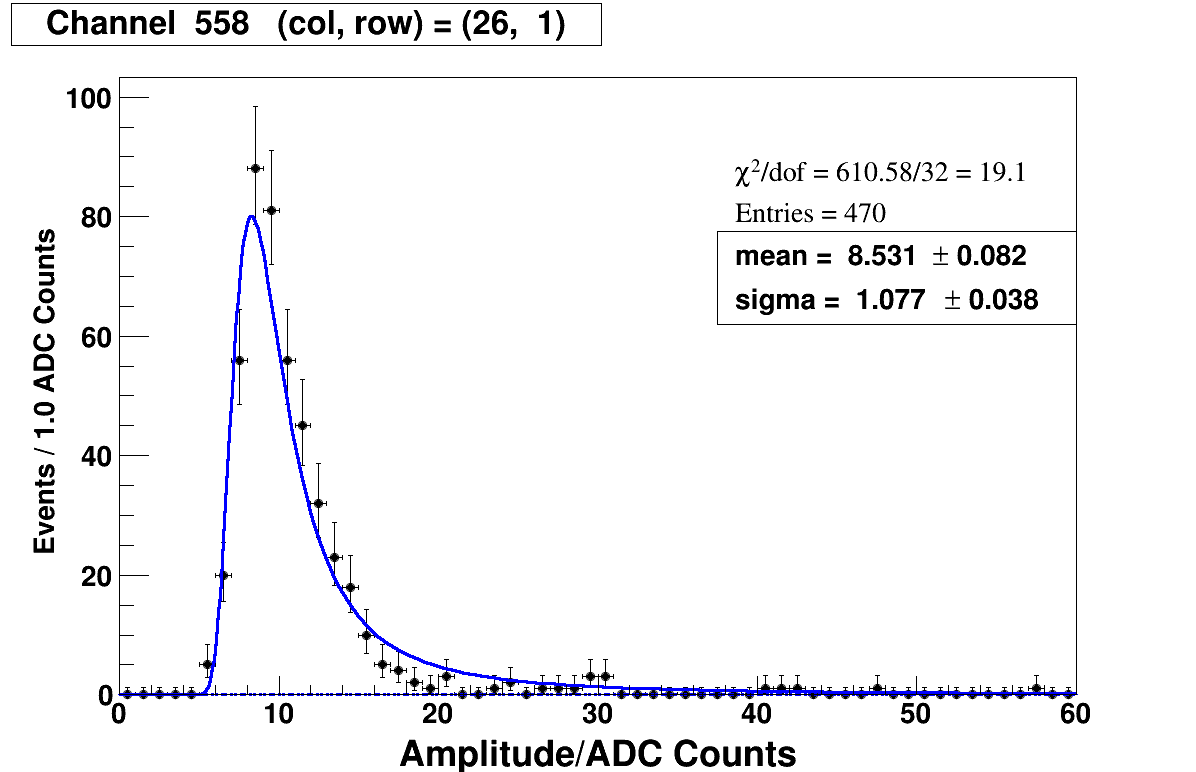 Channel 558 (col, row) = (26, 1)
100
80
60
40
20
0
Events / 1.0 ADC Counts
χ²/dof = 610.58/32 = 19.1
Entries = 470
mean = 8.531 ± 0.082
sigma = 1.077 ± 0.038
0 10 20 30 40 50 60
Amplitude/ADC Counts